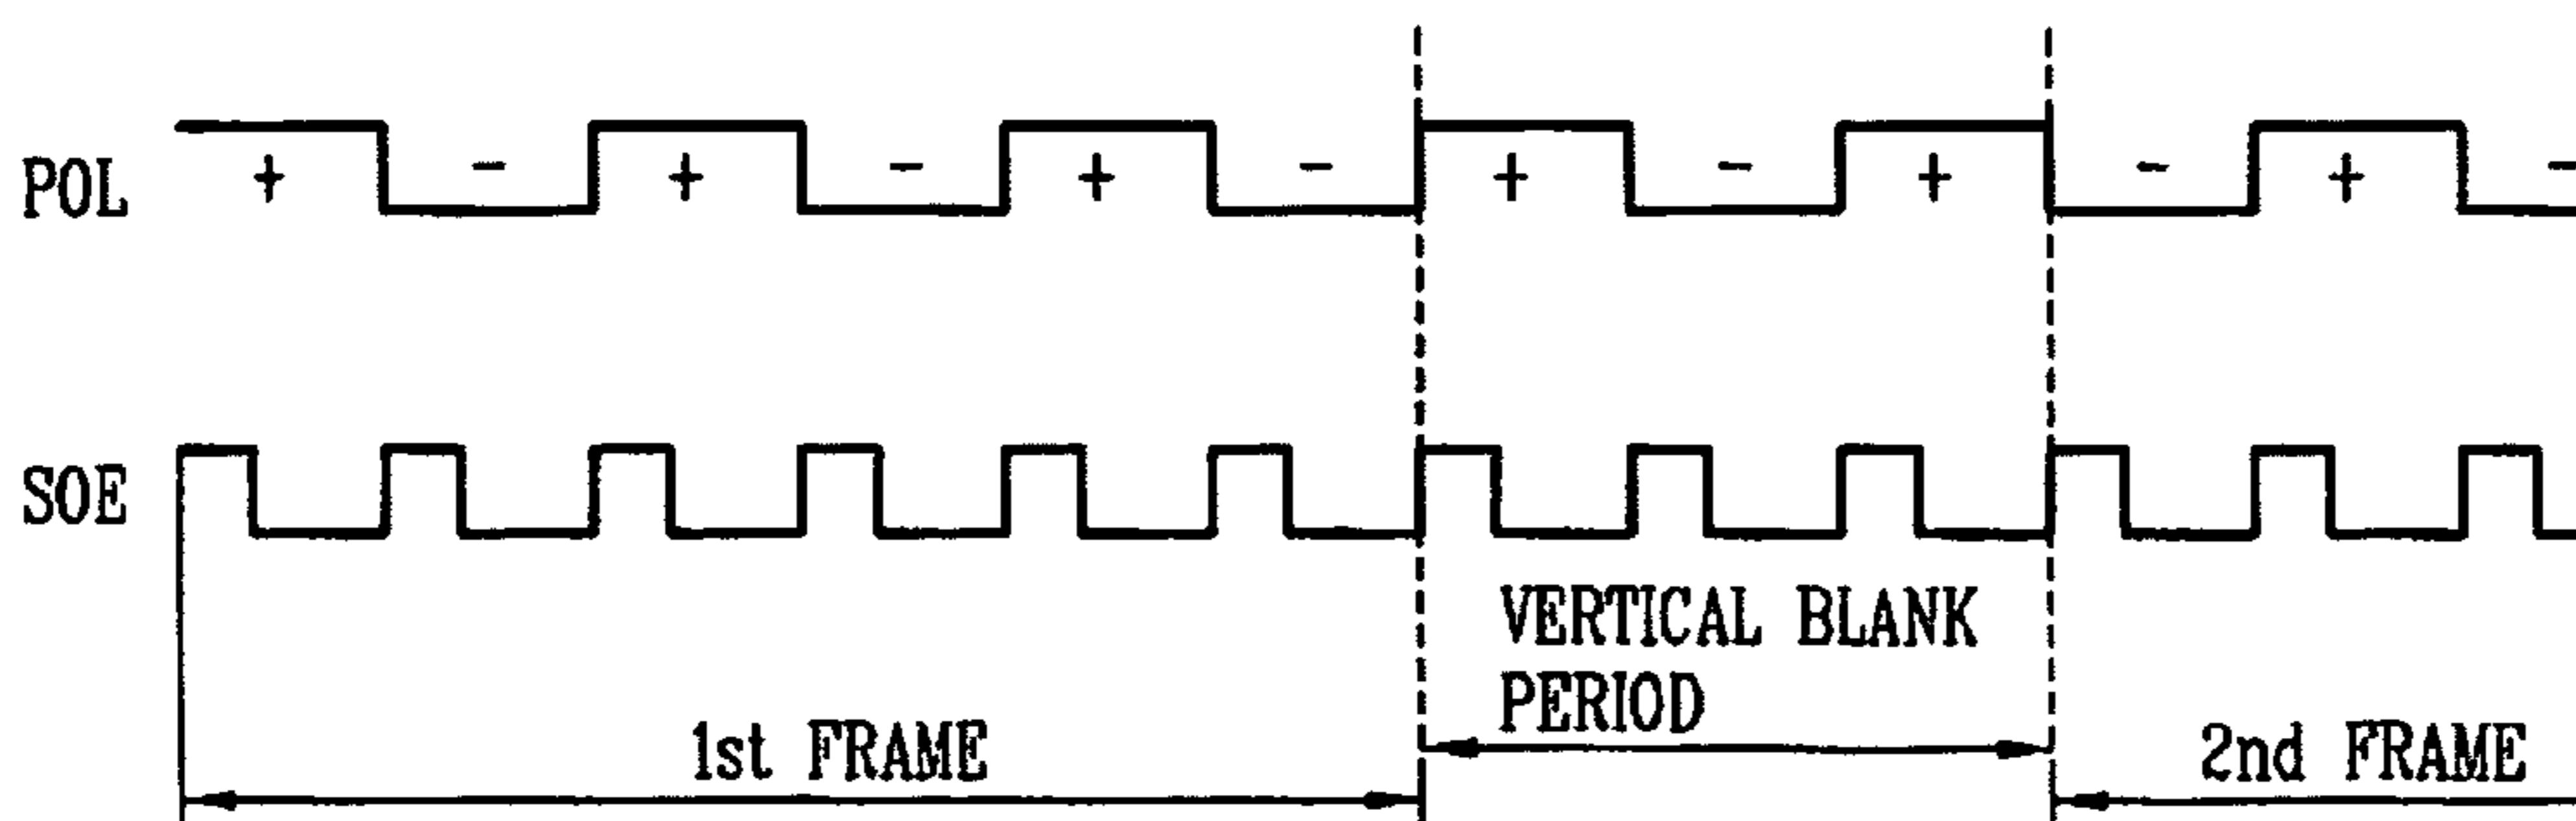 POL + - + - + - + - + - + -
SOE
VERTICAL BLANK
PERIOD
1st FRAME
2nd FRAME